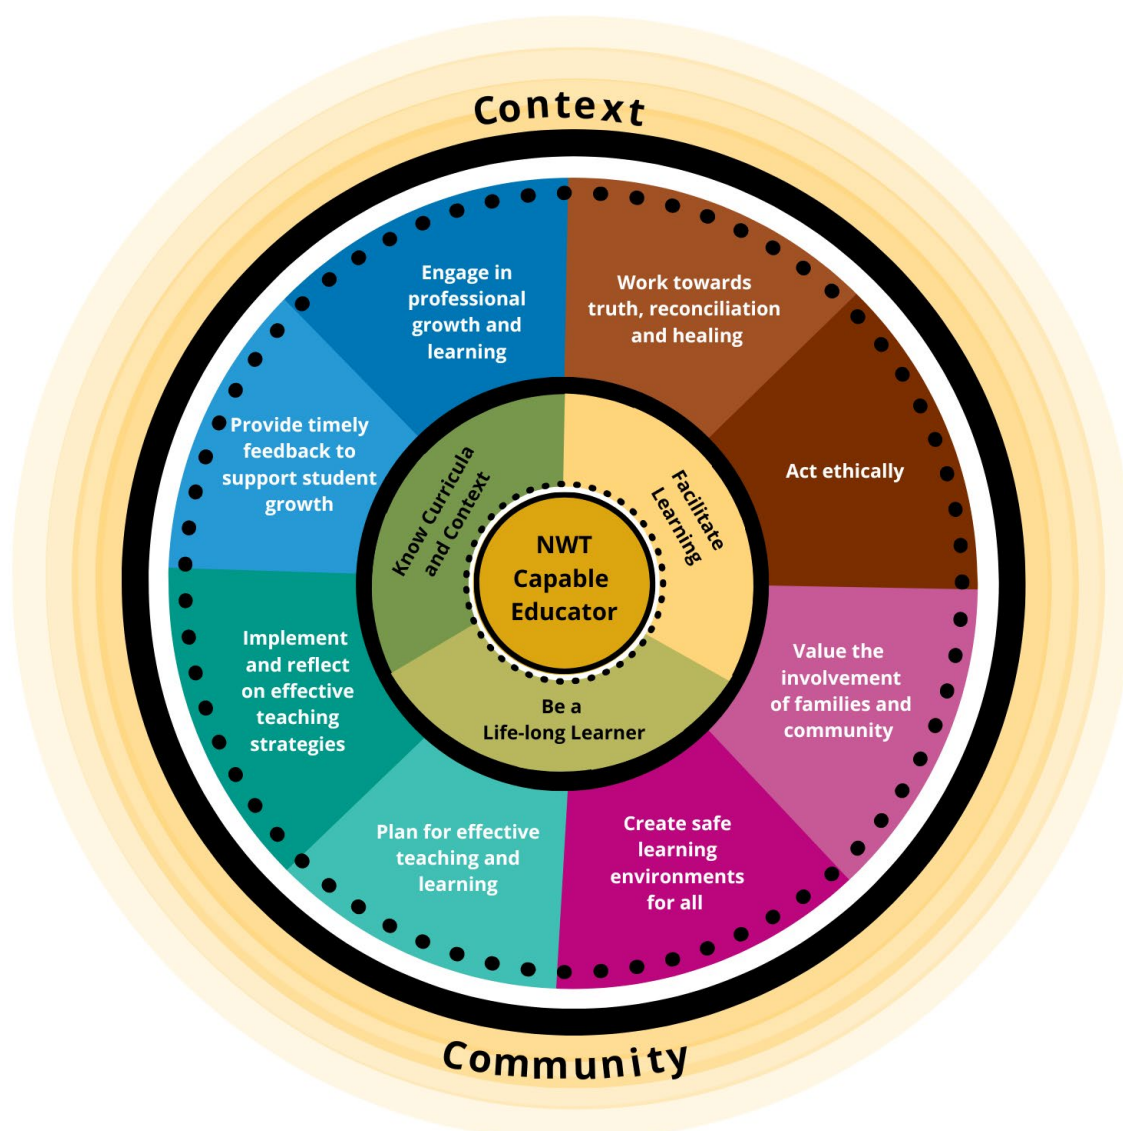 Context
Engage in
professional
growth and
learning
Work towards
truth, reconciliation
and healing
Act ethically
Value the
involvement
of families and
community
Create safe
learning
environments
for all
Plan for effective
teaching and
learning
Implement
and reflect
on effective
teaching
strategies
Provide timely
feedback to
support student
growth
Know Curricula
and Context
Facilitate
Learning
Be a
Life-long Learner
NWT
Capable
Educator
Community